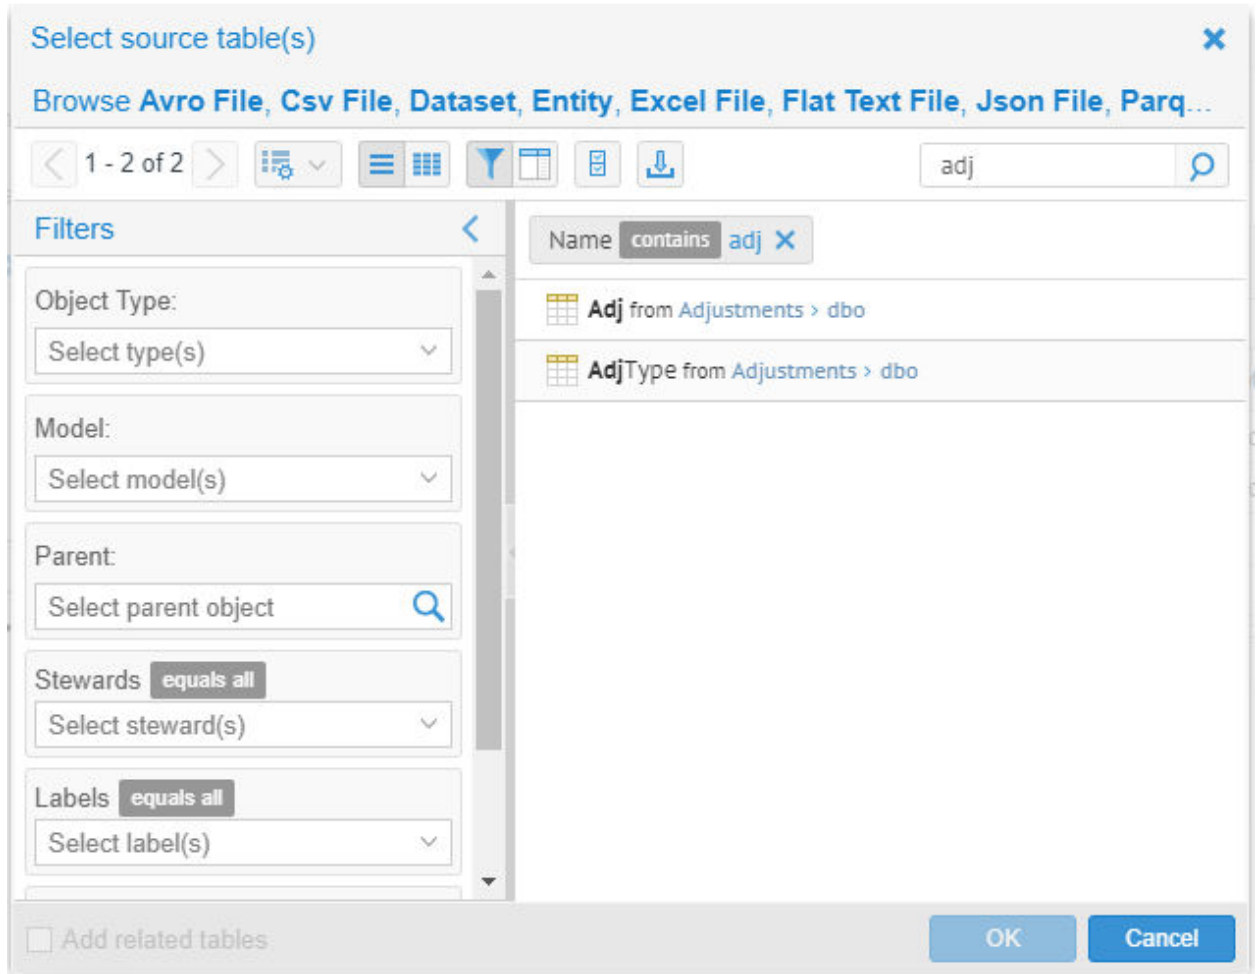 Select source table(s)
Browse Avro File, Csv File, Dataset, Entity, Excel File, Flat Text File, Json File, Parq...
1 - 2 of 2
adj
Filters
Object Type:
Select type(s)
Model:
Select model(s)
Parent:
Select parent object
Stewards equals all
Select steward(s)
Labels equals all
Select label(s)
Name contains adj
Adj from Adjustments > dbo
AdjType from Adjustments > dbo
Add related tables
OK
Cancel